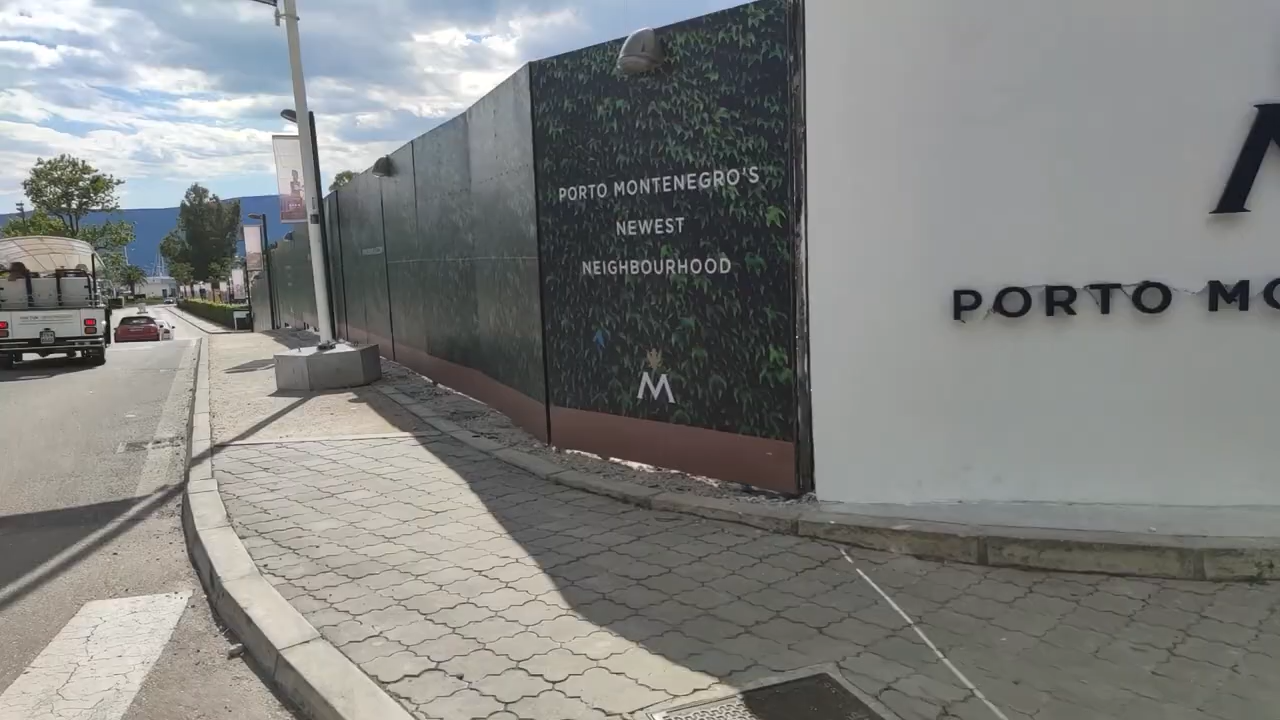 PORTO MONTENEGRO'S
NEWEST
NEIGHBOURHOOD
M
M
PORTO MO